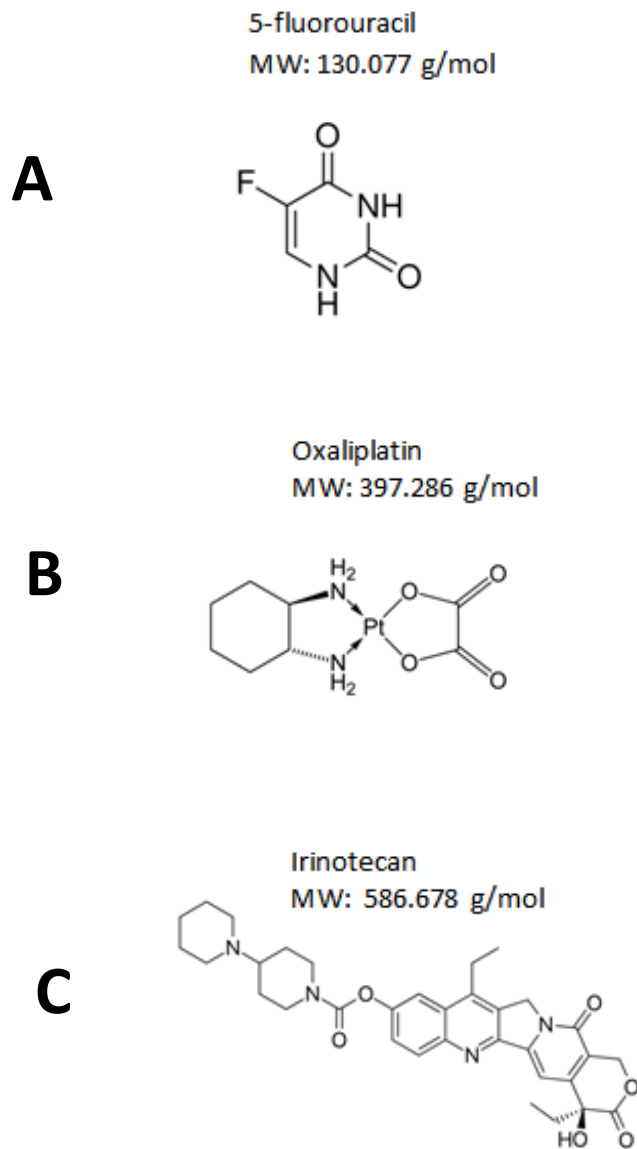 5-fluorouracil
MW: 130.077 g/mol
A
O
F
NH
N
H
O
Oxaliplatin
MW: 397.286 g/mol
B
H2
N
O
O
Pt
N
H2
O
O
Irinotecan
MW: 586.678 g/mol
C
N
N
O
O
N
N
O
O
HO
O